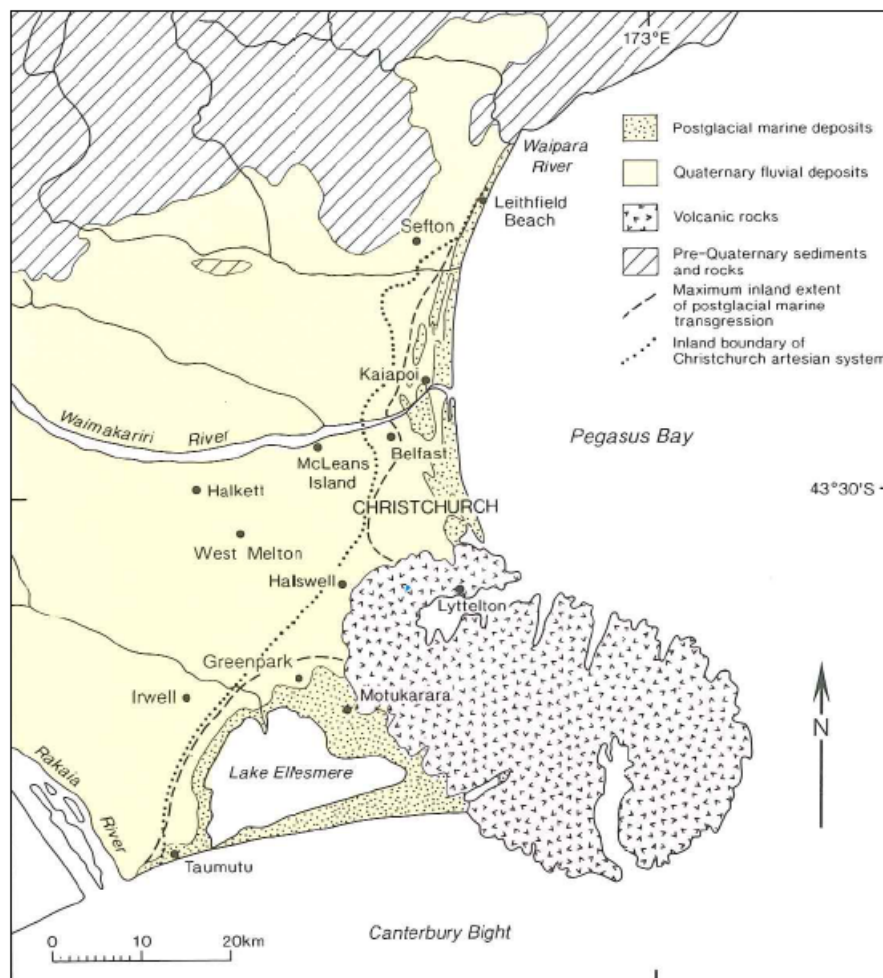 173°E
Postglacial marine deposits
Waipara
River
Quaternary fluvial deposits
Leithfield
Beach
Volcanic rocks
Sefton
Pre-Quaternary sediments
and rocks
Maximum inland extent
of postglacial marine
transgression
Inland boundary of
Christchurch artesian system
Kaiapoi
Waimakariri
River
Belfast
McLeans
Island
Pegasus Bay
Halkett
43°30'S
CHRISTCHURCH
West Melton
Halswell
Lyttelton
Greenpark
Irwell
Motukarara
N
Rakaia
River
Lake Ellesmere
Taumutu
0 10 20km
Canterbury Bight